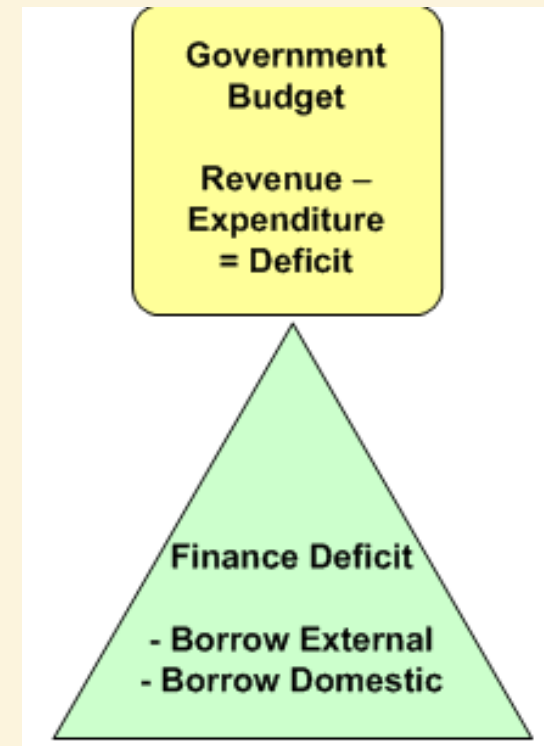 Government
Budget
Revenue –
Expenditure
= Deficit
Finance Deficit
- Borrow External
- Borrow Domestic